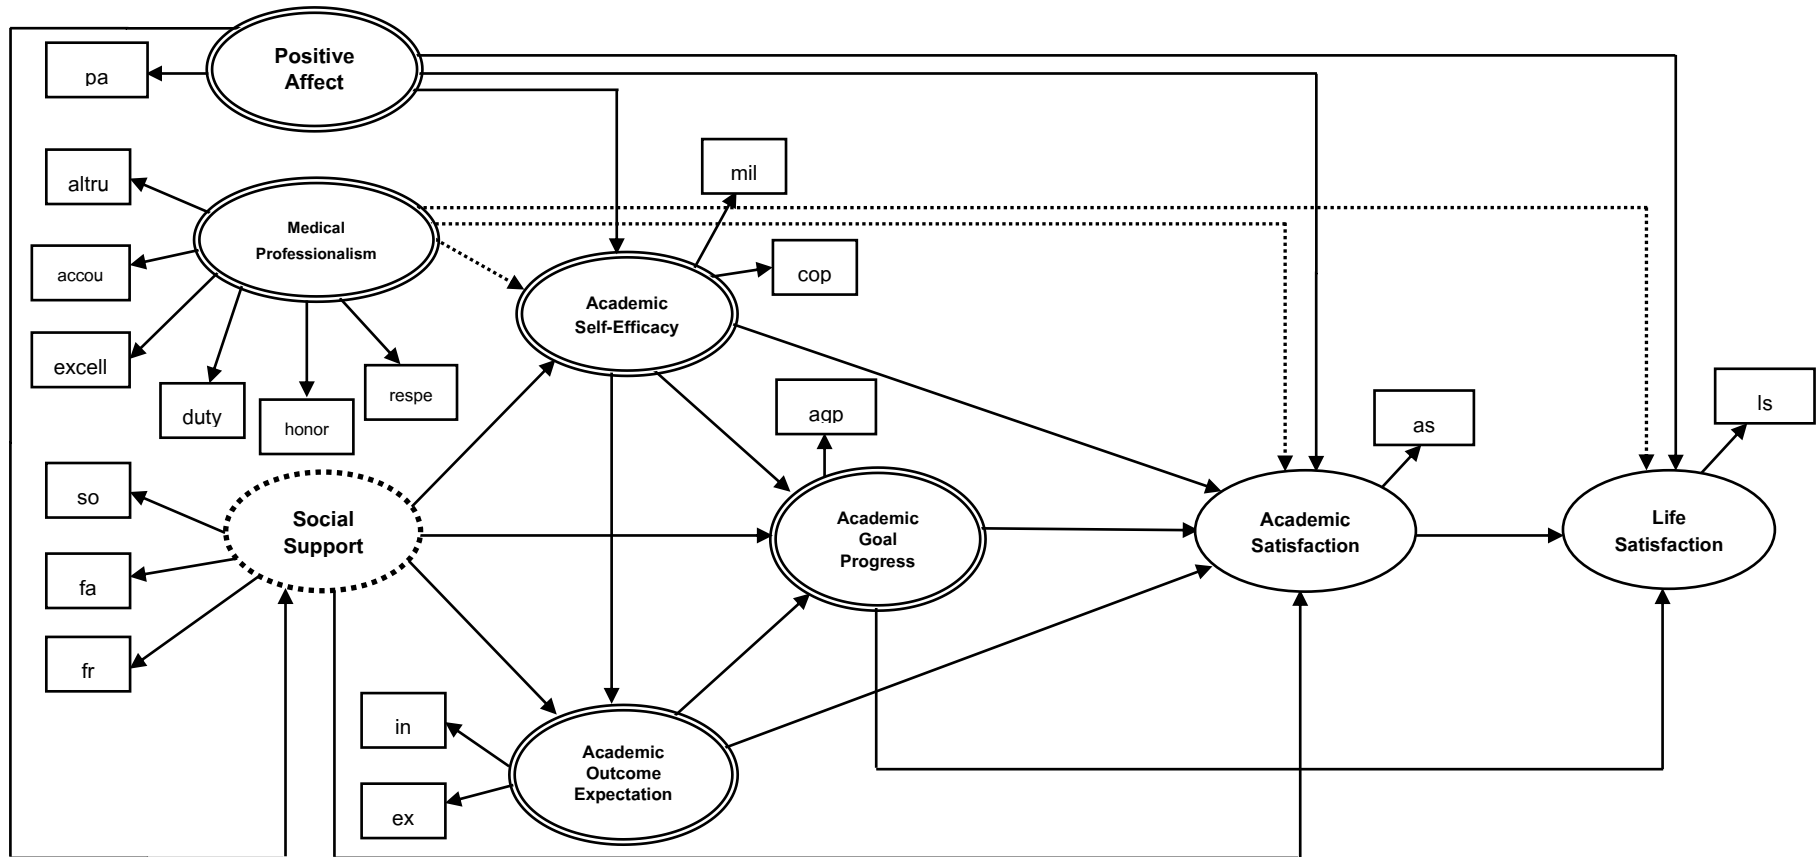 Positive
Affect
pa
altru
mil
Medical
Professionalism
accou
cop
Academic
Self-Efficacy
excell
duty
honor
respe
agp
as
ls
so
Social
Support
Academic
Goal
Progress
Academic
Satisfaction
Life
Satisfaction
fa
fr
in
Academic
Outcome
Expectation
ex